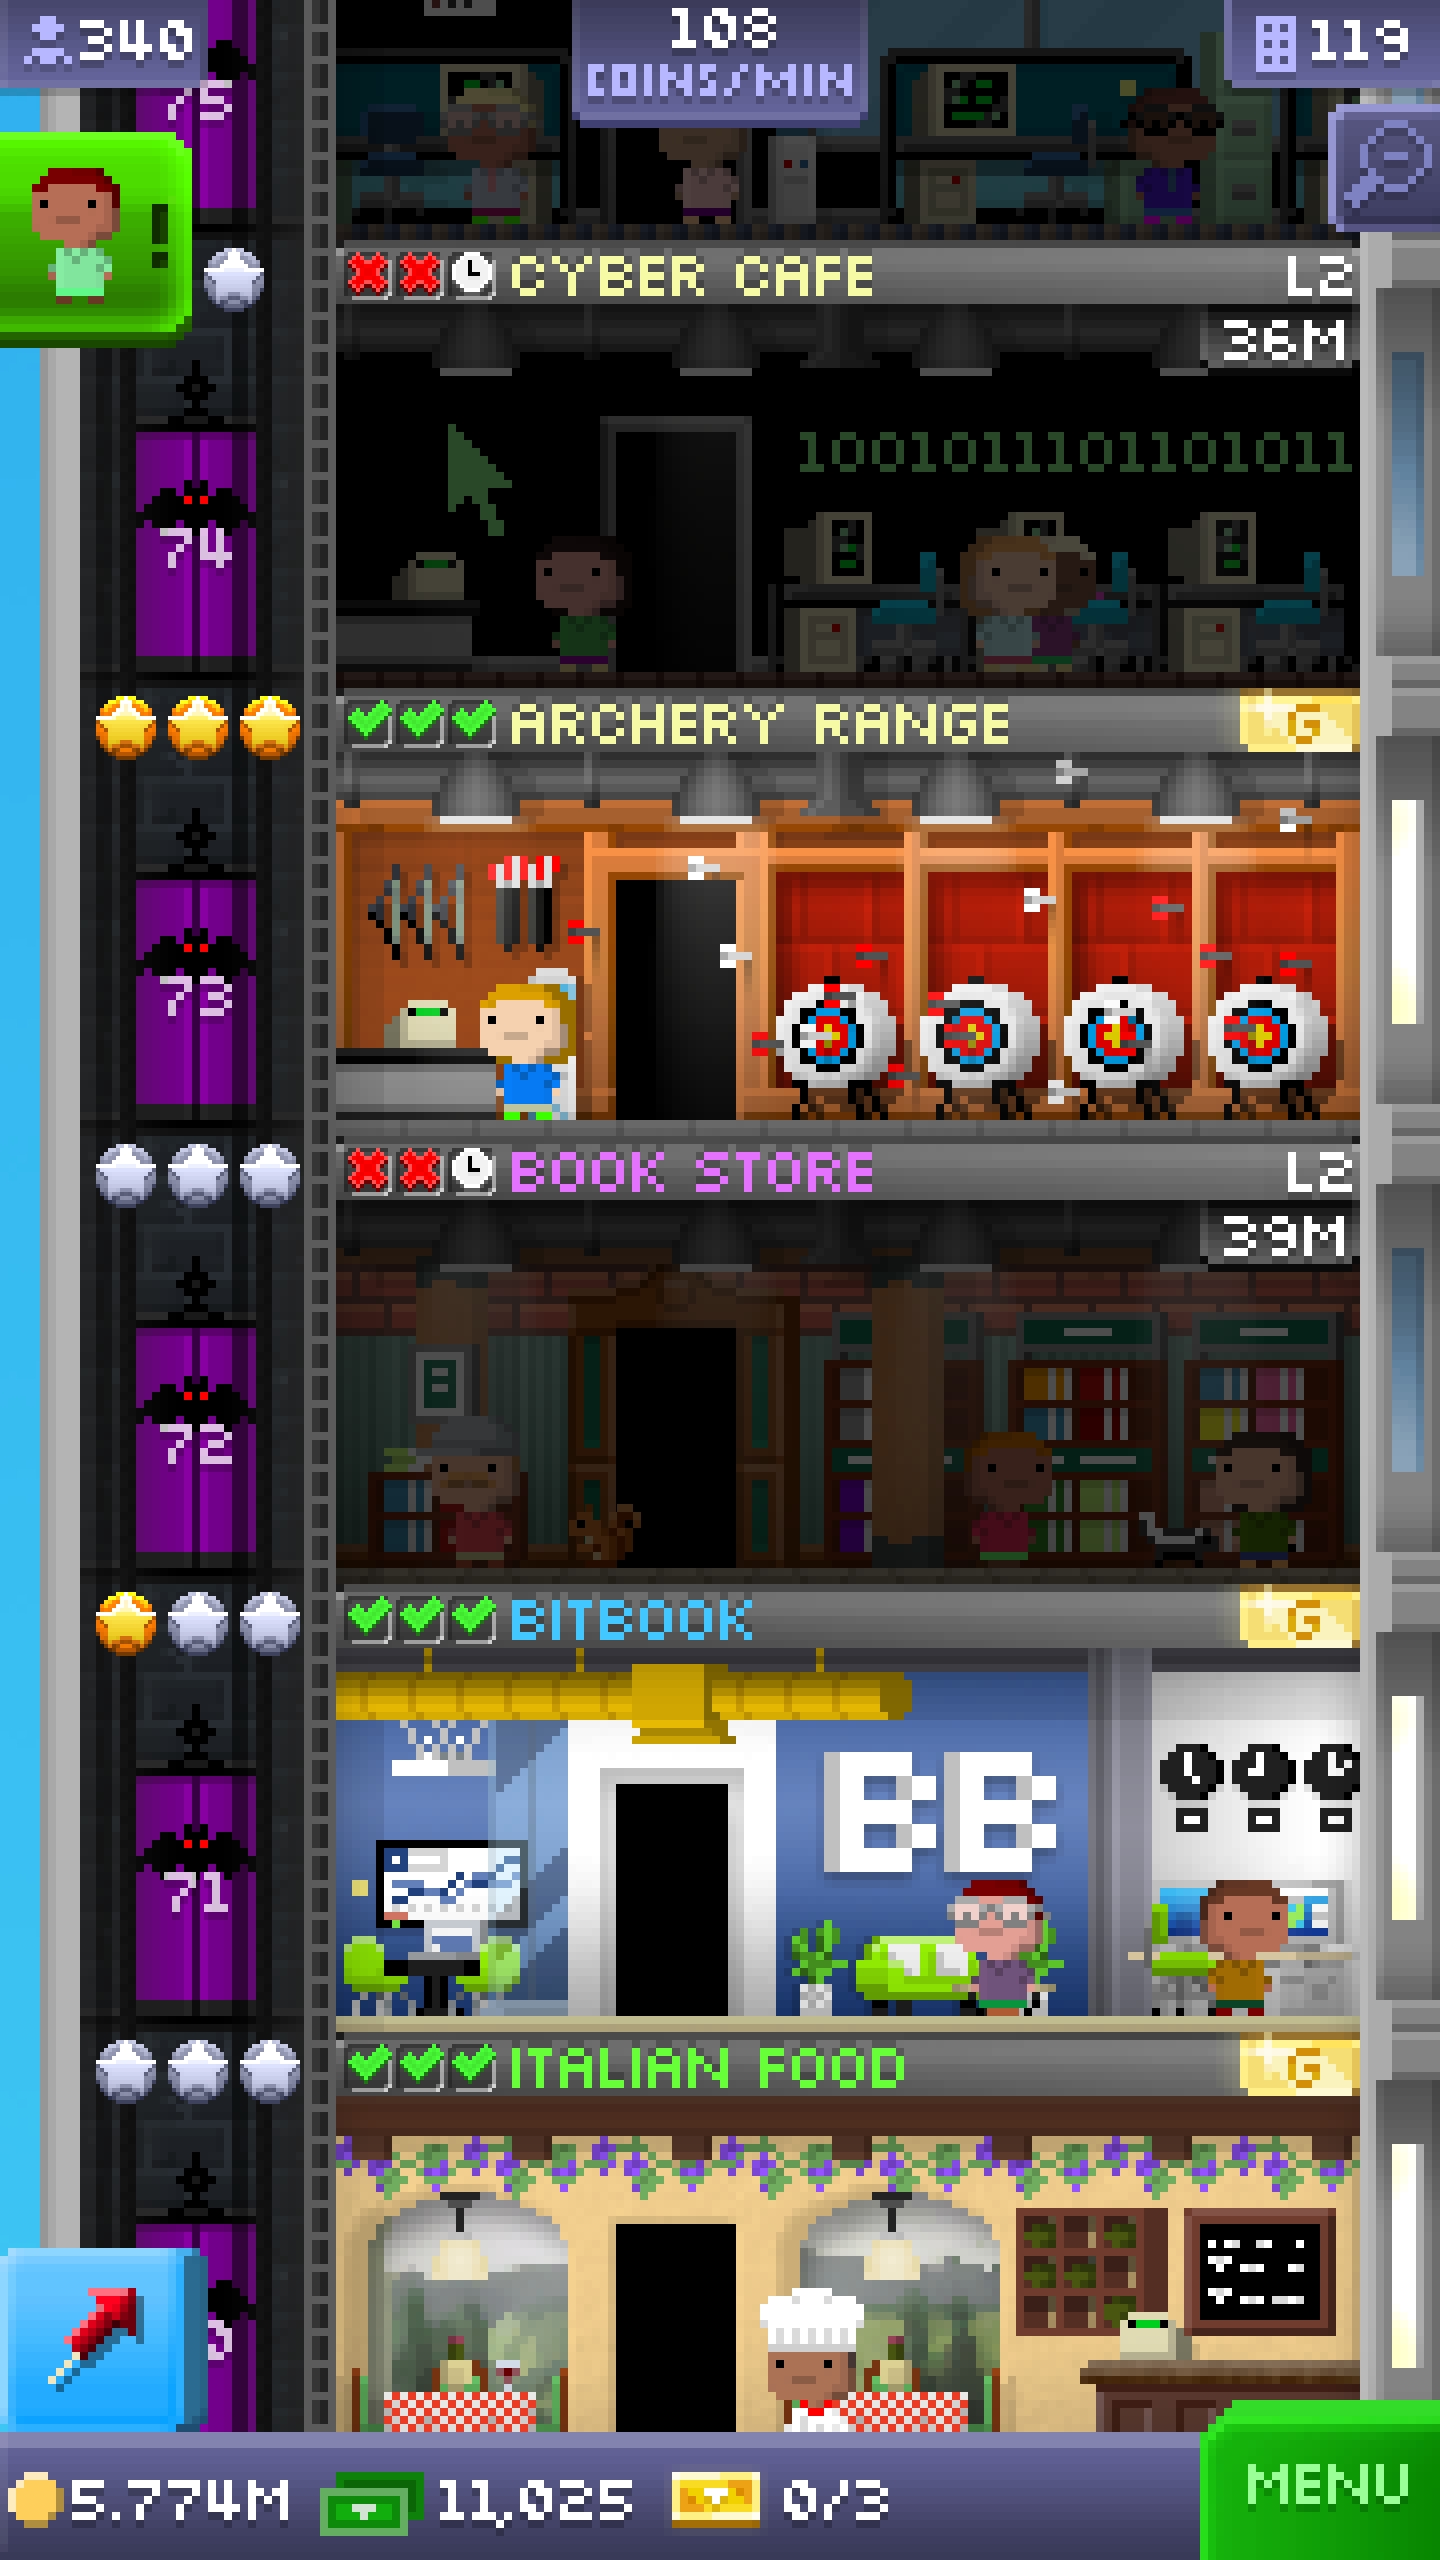 340
108
COINS/MIN
119
75
!
CYBER CAFE
L2
36M
1001011101101011
74
ARCHERY RANGE
G
73
BOOK STORE
L2
39M
72
BITBOOK
G
BB
71
ITALIAN FOOD
G
5.774M
11,025
0/3
MENU